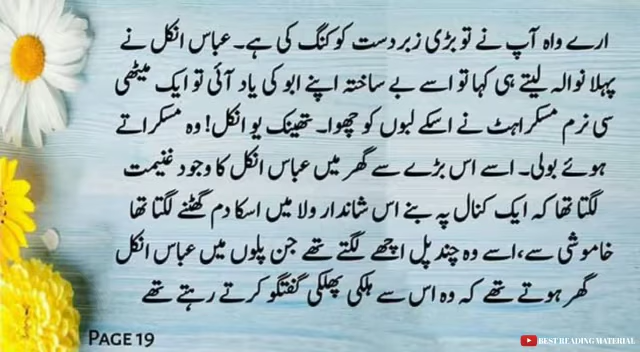 ارے واہ آپ نے تو بڑی زبردست کوکنگ کی ہے۔ عباس انکل نے
پہلا نوالہ لیتے ہی کہا تو اسے بے ساختہ اپنے ابو کی یاد آئی تو ایک میٹھی
سی نرم مسکراہٹ نے اسکے لبوں کو چھوا۔ تھینک یو انکل! وہ مسکراتے
ہوئے بولی۔ اسے اس بڑے سے گھر میں عباس انکل کا وجود غنیمت
لگتا تھا کہ ایک کنال پہ بنے اس شاندار ولا میں اسکا دم گھٹنے لگتا تھا
خاموشی سے،اسے وہ چند پل اچھے لگتے تھے جن پلوں میں عباس انکل
گھر ہوتے تھے کہ وہ اس سے ہلکی پھلکی گفتگو کرتے رہتے تھے
PAGE 19
BEST READING MATERIAL